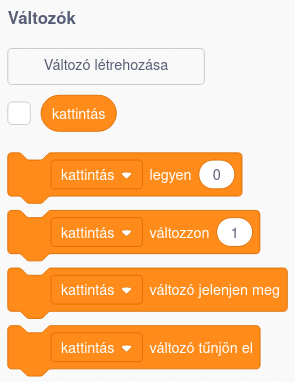 Változók
Változó létrehozása
kattintás
kattintás legyen 0
kattintás változzon 1
kattintás változó jelenjen meg
kattintás változó tűnjön el